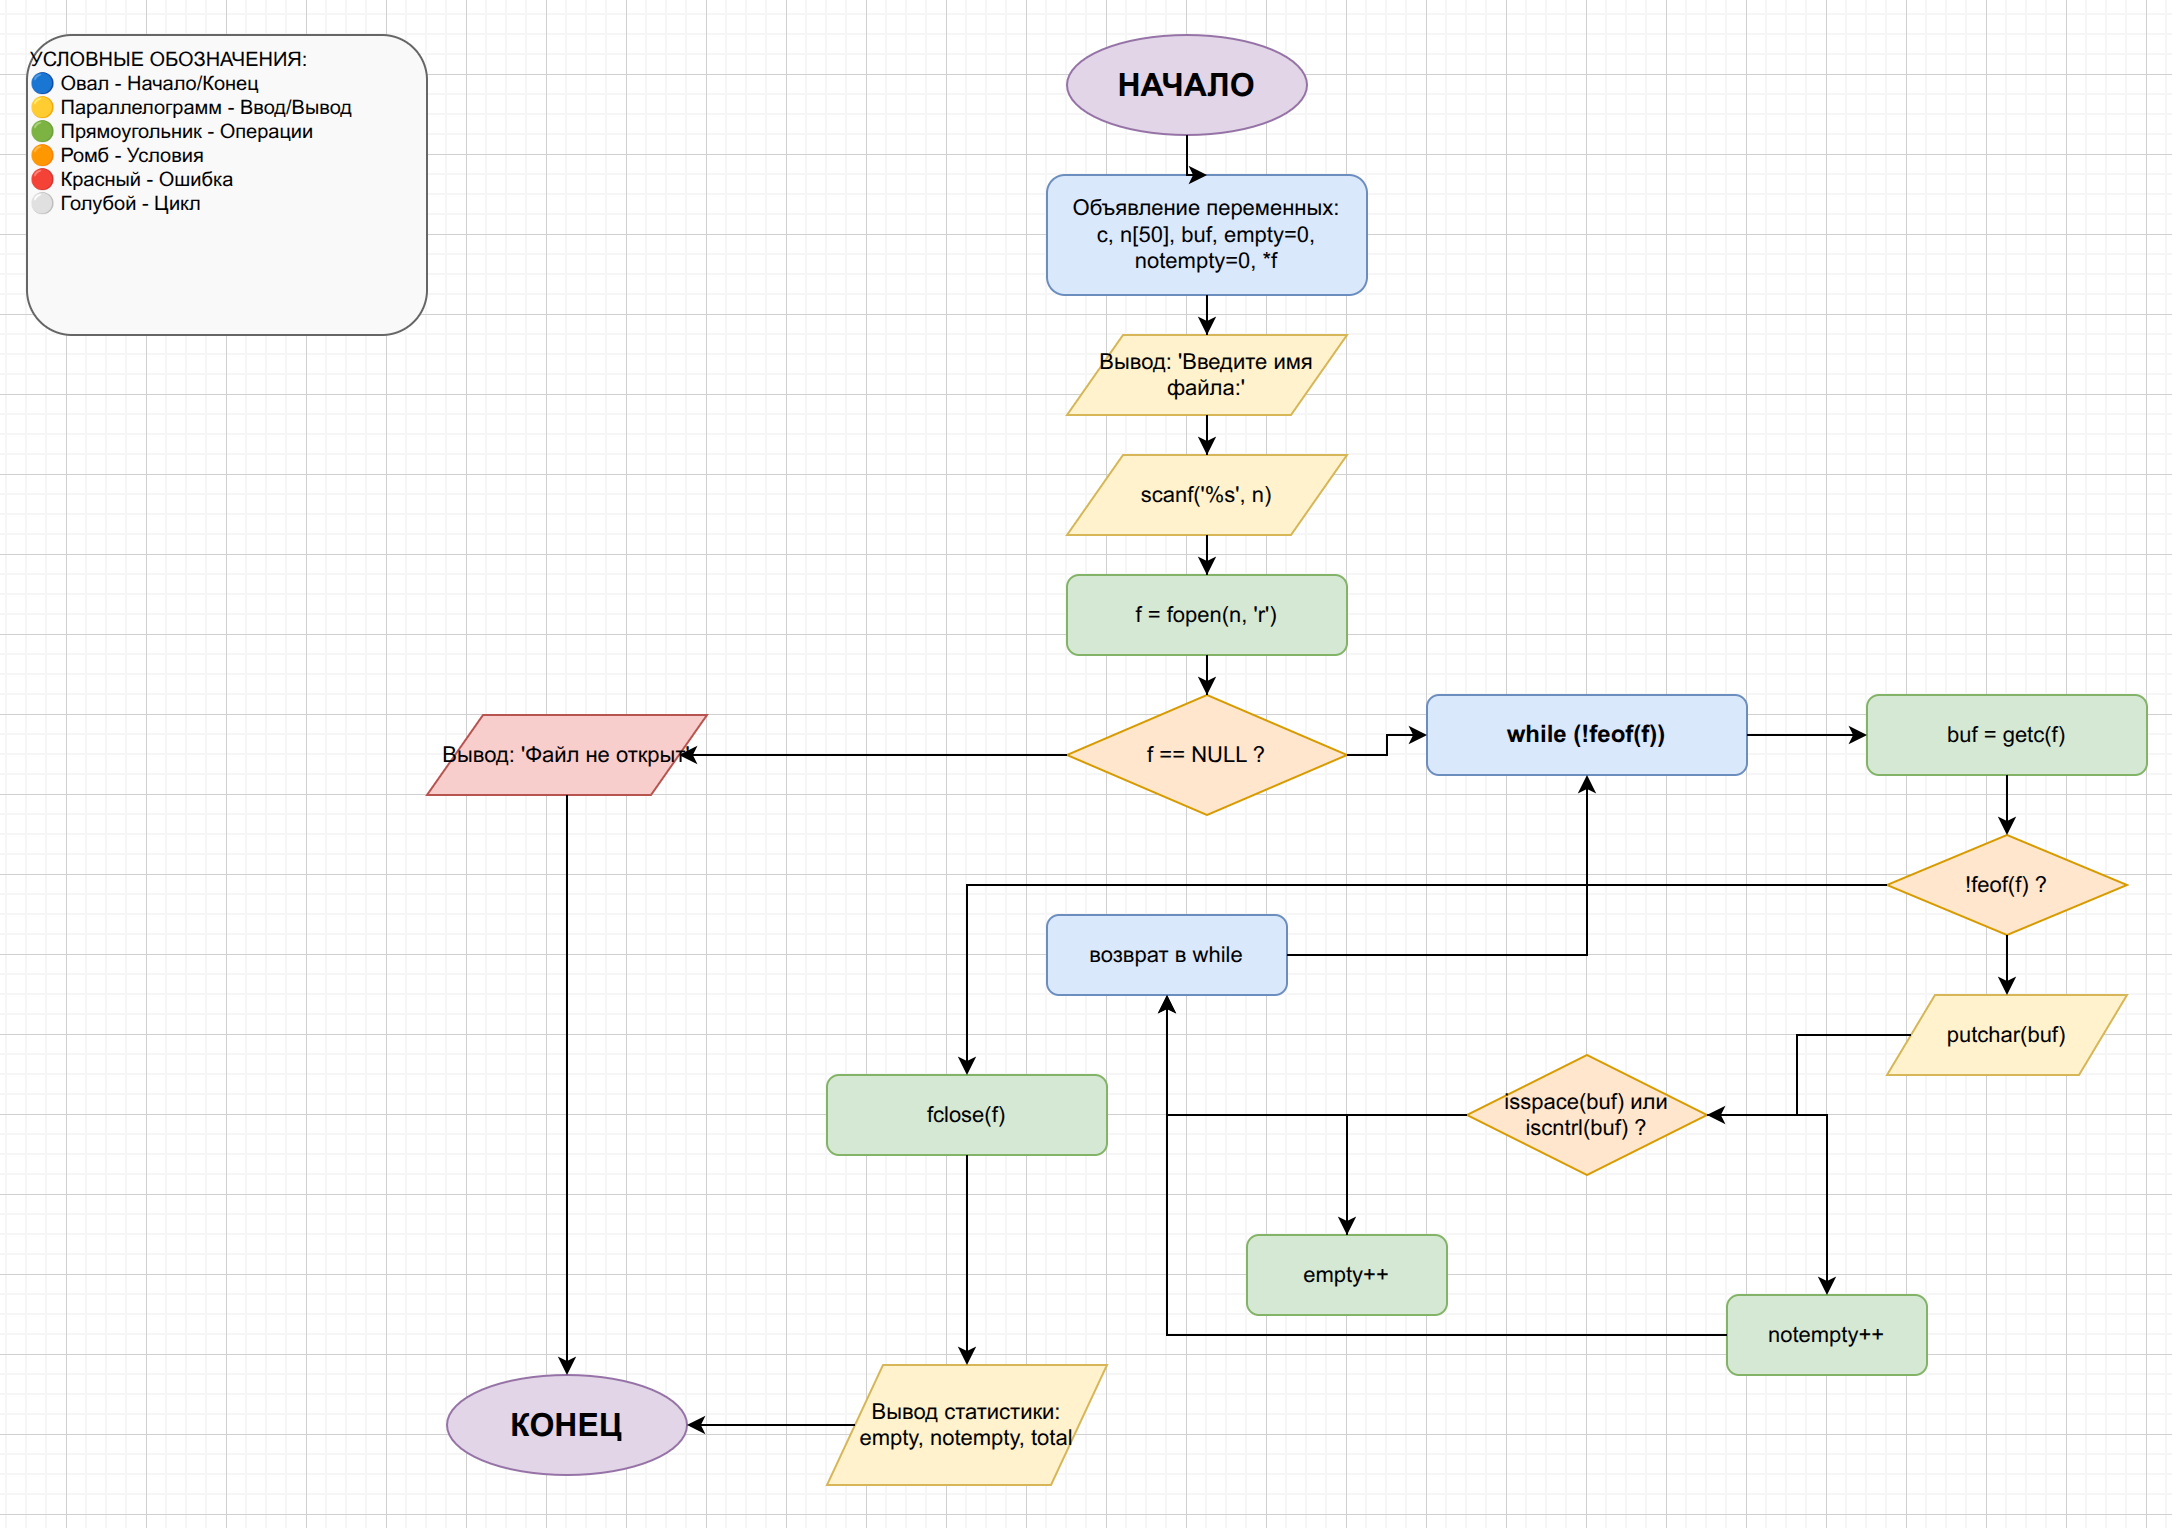 УСЛОВНЫЕ ОБОЗНАЧЕНИЯ:
🔵 Овал - Начало/Конец
🟡 Параллелограмм - Ввод/Вывод
🟢 Прямоугольник - Операции
🟠 Ромб - Условия
🔴 Красный - Ошибка
⚪ Голубой - Цикл
НАЧАЛО
Объявление переменных:
c, n[50], buf, empty=0,
notempty=0, *f
Вывод: 'Введите имя
файла:'
scanf('%s', n)
f = fopen(n, 'r')
f == NULL ?
Вывод: 'Файл не открыт'
while (!feof(f))
buf = getc(f)
!feof(f) ?
возврат в while
putchar(buf)
isspace(buf) или
iscntrl(buf) ?
fclose(f)
empty++
notempty++
Вывод статистики:
empty, notempty, total
КОНЕЦ